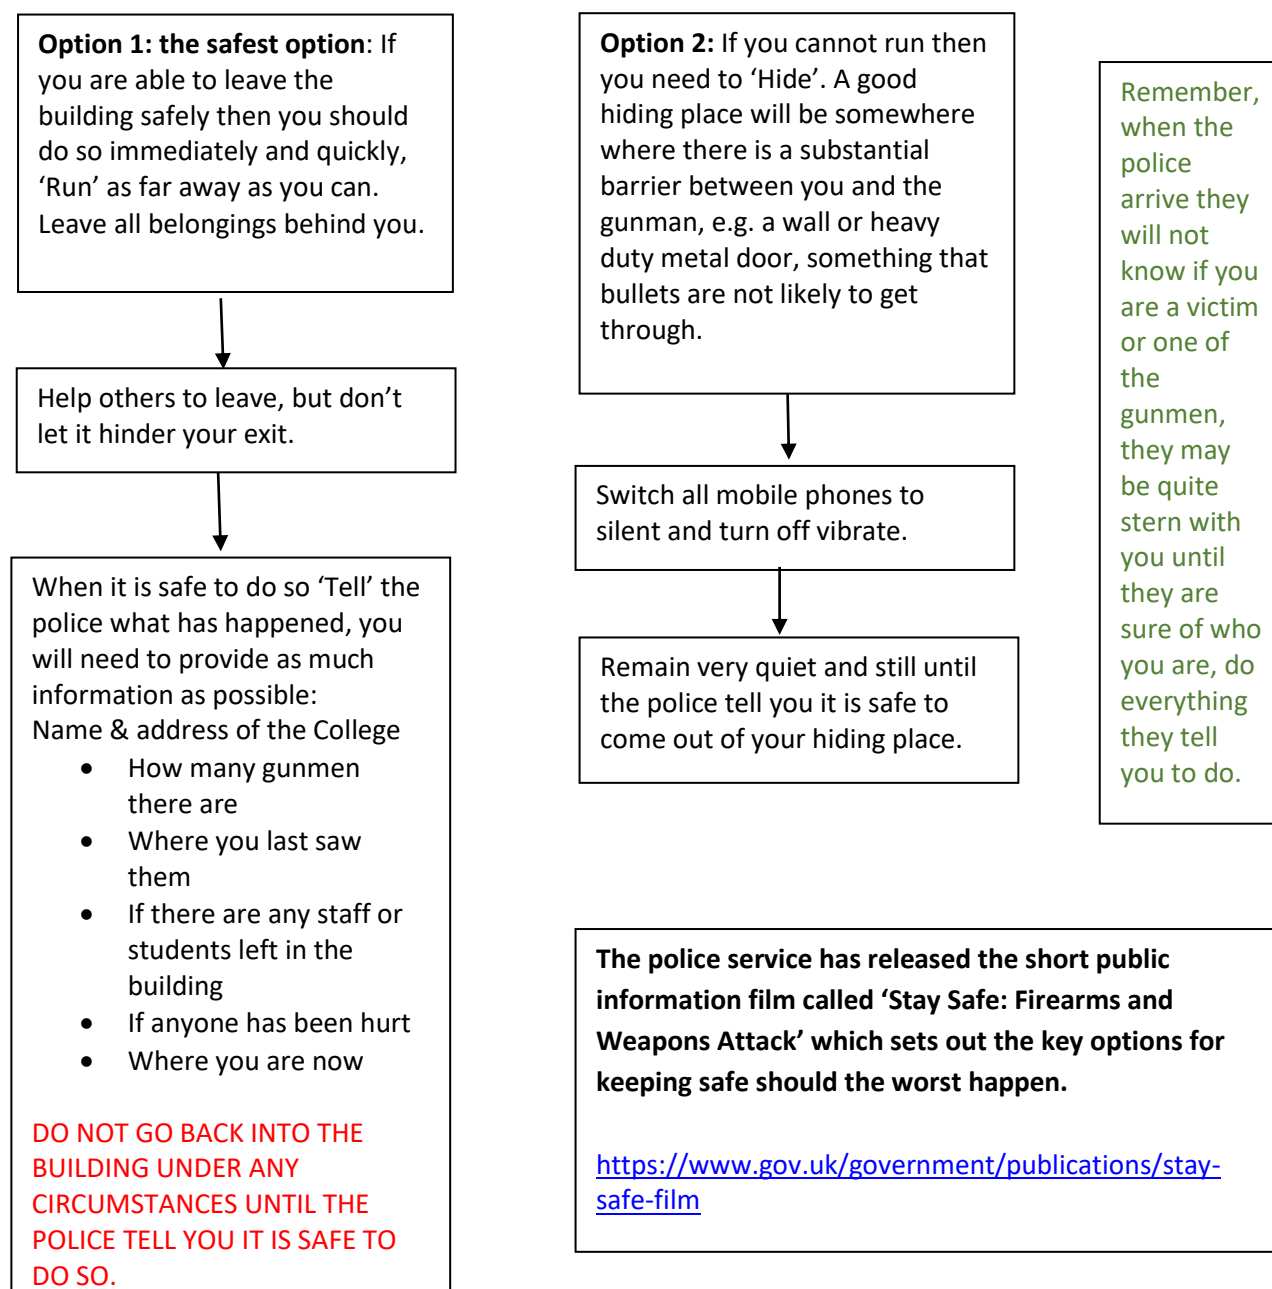 Option 1: the safest option: If
you are able to leave the
building safely then you should
do so immediately and quickly,
‘Run’ as far away as you can.
Leave all belongings behind you.
Help others to leave, but don’t
let it hinder your exit.
When it is safe to do so ‘Tell’ the
police what has happened, you
will need to provide as much
information as possible:
Name & address of the College
• How many gunmen
there are
• Where you last saw
them
• If there are any staff or
students left in the
building
• If anyone has been hurt
• Where you are now
DO NOT GO BACK INTO THE
BUILDING UNDER ANY
CIRCUMSTANCES UNTIL THE
POLICE TELL YOU IT IS SAFE TO
DO SO.
Option 2: If you cannot run then
you need to ‘Hide’. A good
hiding place will be somewhere
where there is a substantial
barrier between you and the
gunman, e.g. a wall or heavy
duty metal door, something that
bullets are not likely to get
through.
Switch all mobile phones to
silent and turn off vibrate.
Remain very quiet and still until
the police tell you it is safe to
come out of your hiding place.
Remember,
when the
police
arrive they
will not
know if you
are a victim
or one of
the
gunmen,
they may
be quite
stern with
you until
they are
sure of who
you are, do
everything
they tell
you to do.
The police service has released the short public
information film called ‘Stay Safe: Firearms and
Weapons Attack’ which sets out the key options for
keeping safe should the worst happen.
https://www.gov.uk/government/publications/stay-
safe-film